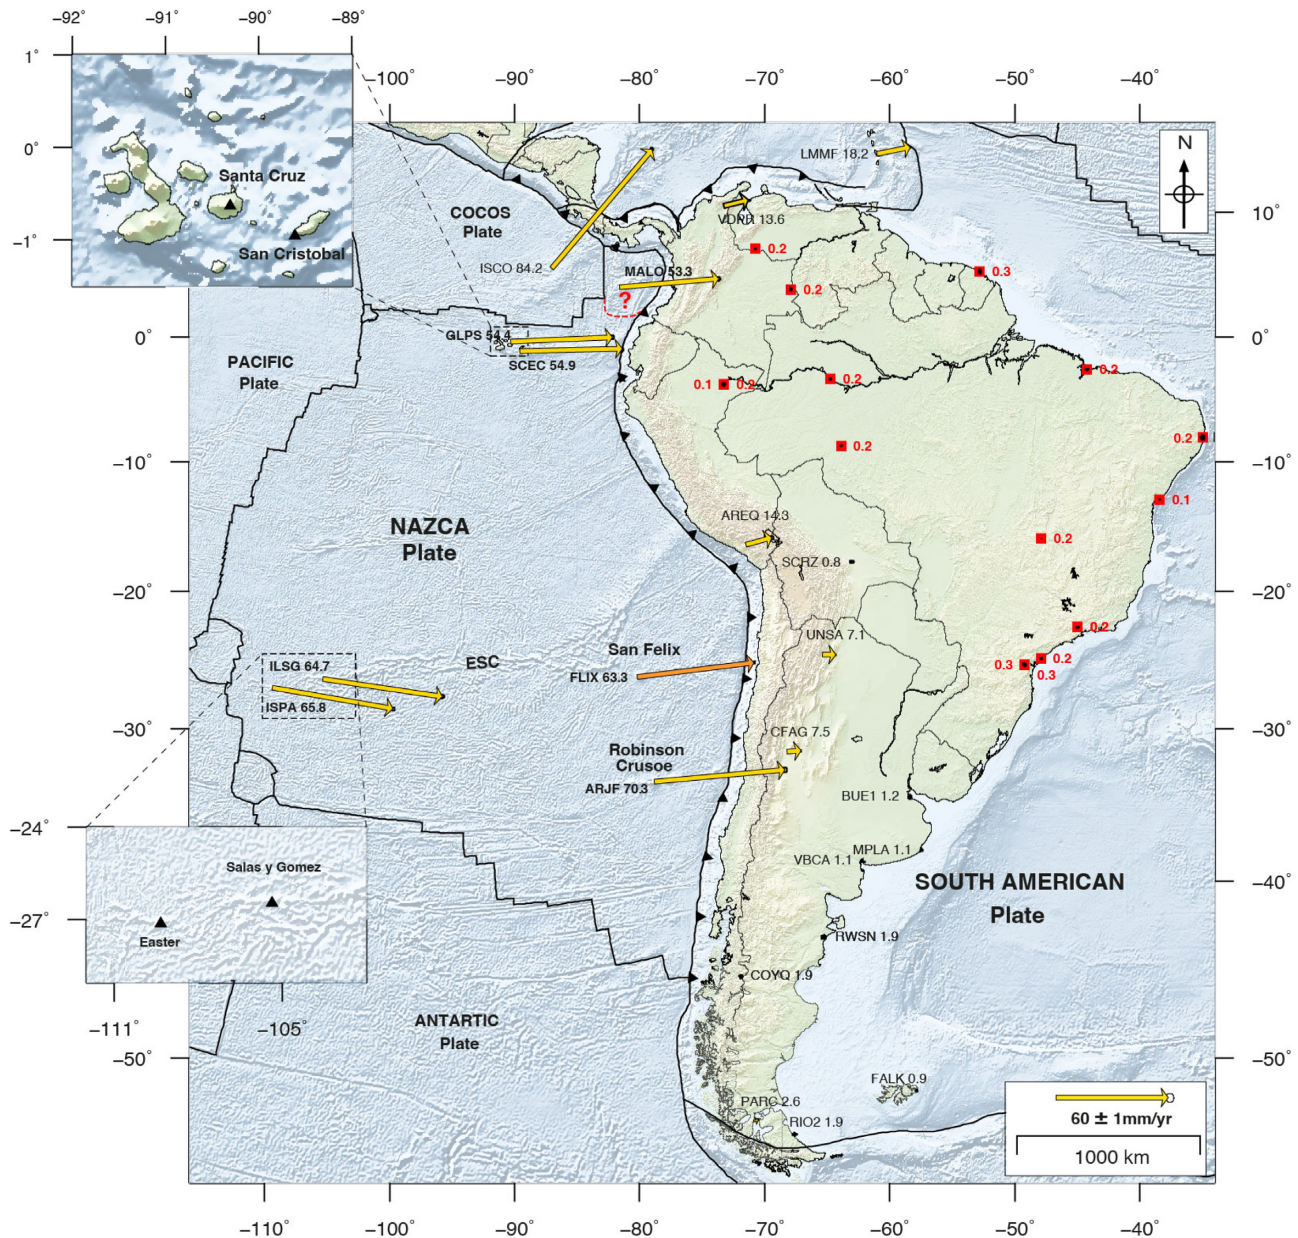 −92˚ −91˚ −90˚ −89˚
1˚
0˚
−1˚
−100˚ −90˚ −80˚ −70˚ −60˚ −50˚ −40˚
Santa Cruz
San Cristobal
N
LMMF 18.2
COCOS
Plate
13.6
10˚
ISCO 84.2
MALO 53.3
0.2
0.3
0.2
?
0˚
GLPS 54.4
0˚
SCEC 54.9
PACIFIC
Plate
0.1 0.2
0.2
0.2
0.2
0.2
−10˚
−10˚
0.1
NAZCA
Plate
AREQ 14.3
0.2
SCRZ 0.8
−20˚
−20˚
UNSA 7.1
0.2
San Felix
ESC
ILSG 64.7
FLIX 63.3
0.3
0.2
0.3
ISPA 65.8
−30˚
−30˚
CFAG 7.5
Robinson
Crusoe
ARJF 70.3
BUE1 1.2
−24˚
VBCA 1.1
MPLA 1.1
Salas y Gomez
SOUTH AMERICAN
Plate
−40˚
−27˚
Easter
RWSN 1.9
COYQ 1.9
−111˚
−105˚
ANTARTIC
Plate
−50˚
−50˚
FALK 0.9
PARC 2.6
RIO2 1.9
60 ± 1mm/yr
1000 km
−110˚ −100˚ −90˚ −80˚ −70˚ −60˚ −50˚ −40˚